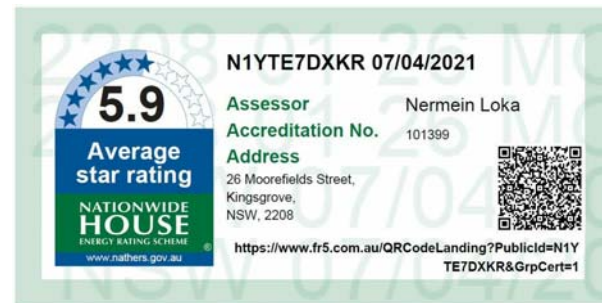 N1YTE7DXKR 07/04/2021
5.9
Average
star rating
NATIONWIDE
HOUSE
ENERGY RATING SCHEME
®
www.nathers.gov.au
Assessor Nermein Loka
Accreditation No. 101399
Address
26 Moorefields Street,
Kingsgrove,
NSW, 2208
https://www.fr5.com.au/QRCodeLanding?PublicId=N1Y
TE7DXKR&GrpCert=1